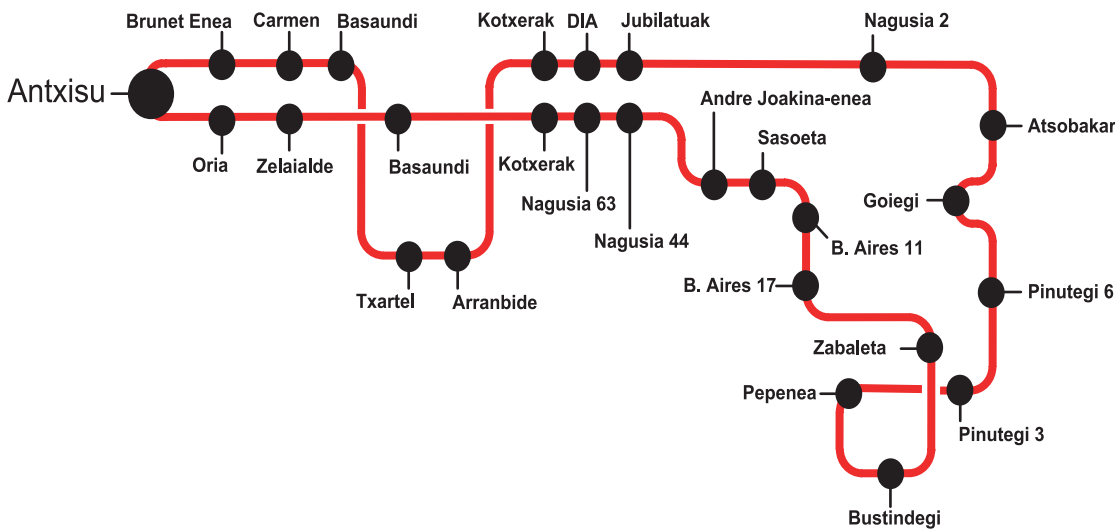 Brunet Enea
Carmen
Basaundi
Kotxerak
DIA
Jubilatuak
Nagusia 2
Antxisu
Andre Joakina-enea
Atsobakar
Sasoeta
Oria
Zelaialde
Basaundi
Kotxerak
Nagusia 63
Goiegi
Nagusia 44
B. Aires 11
B. Aires 17
Pinutegi 6
Txartel
Arranbide
Zabaleta
Pepenea
Pinutegi 3
Bustindegi